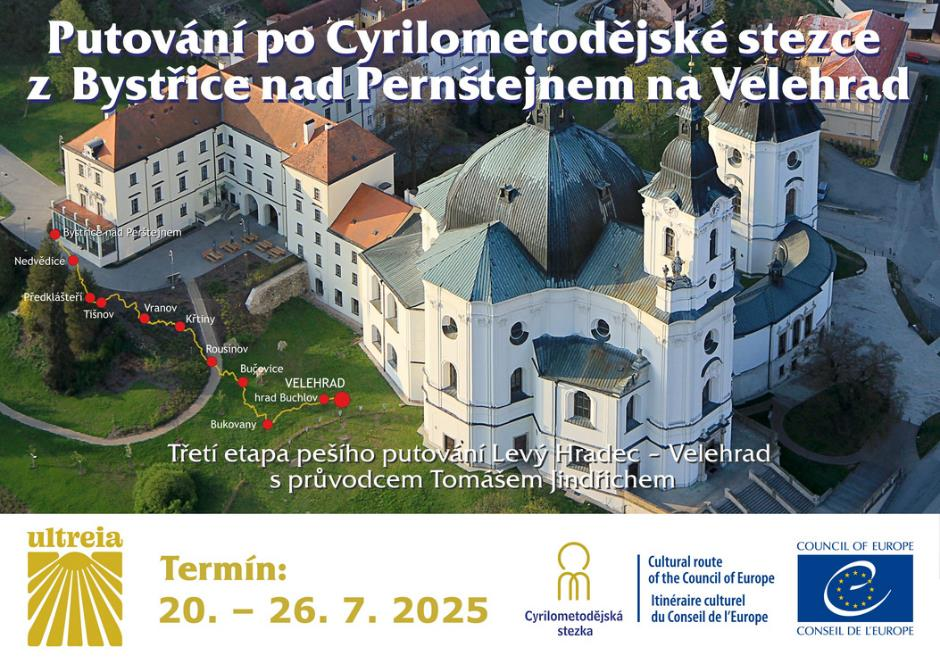 Putování po Cyrilometodějské stezce
z Bystřice nad Pernštejnem na Velehrad
Bystřice nad Perštejnem
Nedvědice
Předklášteří
Tišnov
Vranov
Křtiny
Rousínov
Bučovice
VELEHRAD
hrad Buchlov
Bukovany
Třetí etapa pešího putování Levý Hradec - Velehrad
s průvodcem Tomášem Jindřichem
ultreia
Termín:
20. – 26. 7. 2025
Cyrilometodějská
stezka
Cultural route
of the Council of Europe
Itinéraire culturel
du Conseil de l'Europe
COUNCIL OF EUROPE
CONSEIL DE L'EUROPE